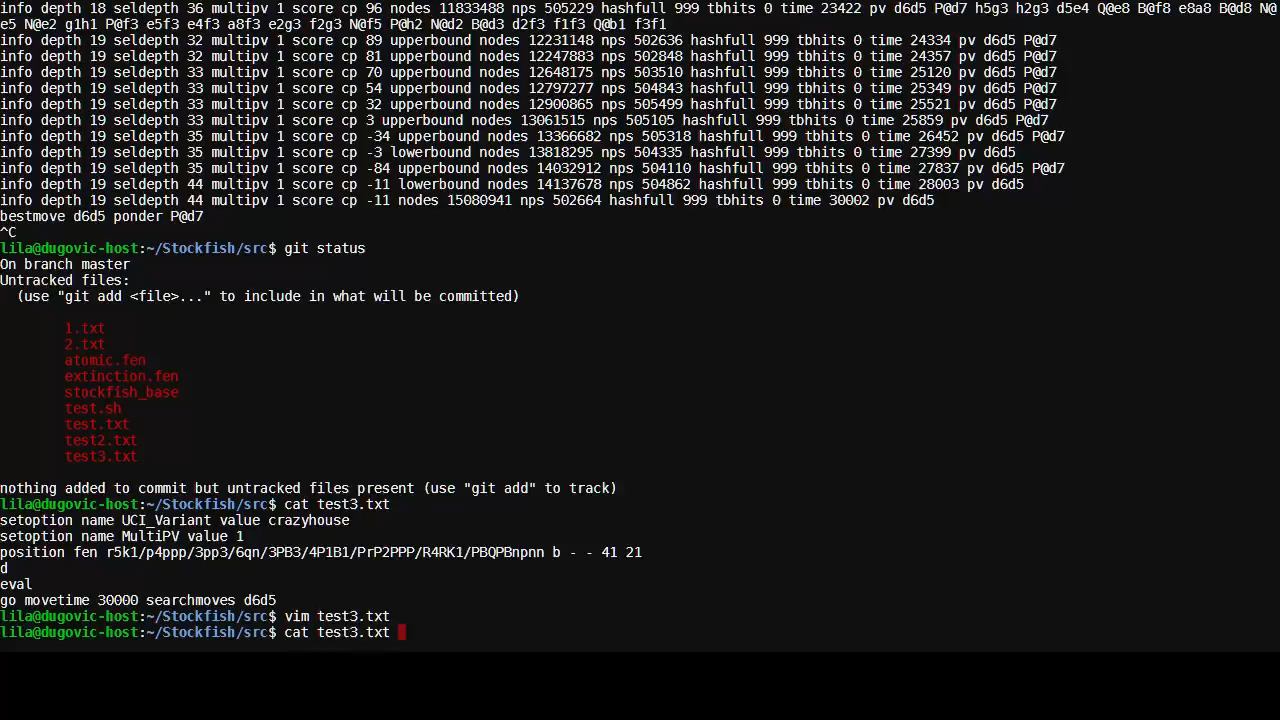 info depth 18 seldepth 36 multipv 1 score cp 96 nodes 11833488 nps 505229 hashfull 999 tbhits 0 time 23422 pv d6d5 P@d7 h5g3 h2g3 d5e4 Q@e8 B@f8 e8a8 B@d8 N@
e5 N@e2 g1h1 P@f3 e5f3 e4f3 a8f3 e2g3 f2g3 N@f5 P@h2 N@d2 B@d3 d2f3 f1f3 Q@b1 f3f1
info depth 19 seldepth 32 multipv 1 score cp 89 upperbound nodes 12231148 nps 502636 hashfull 999 tbhits 0 time 24334 pv d6d5 P@d7
info depth 19 seldepth 32 multipv 1 score cp 81 upperbound nodes 12247883 nps 502848 hashfull 999 tbhits 0 time 24357 pv d6d5 P@d7
info depth 19 seldepth 33 multipv 1 score cp 70 upperbound nodes 12648175 nps 503510 hashfull 999 tbhits 0 time 25120 pv d6d5 P@d7
info depth 19 seldepth 33 multipv 1 score cp 54 upperbound nodes 12797277 nps 504843 hashfull 999 tbhits 0 time 25349 pv d6d5 P@d7
info depth 19 seldepth 33 multipv 1 score cp 32 upperbound nodes 12900865 nps 505499 hashfull 999 tbhits 0 time 25521 pv d6d5 P@d7
info depth 19 seldepth 33 multipv 1 score cp 3 upperbound nodes 13061515 nps 505105 hashfull 999 tbhits 0 time 25859 pv d6d5 P@d7
info depth 19 seldepth 35 multipv 1 score cp -34 upperbound nodes 13366682 nps 505318 hashfull 999 tbhits 0 time 26452 pv d6d5 P@d7
info depth 19 seldepth 35 multipv 1 score cp -3 lowerbound nodes 13818295 nps 504335 hashfull 999 tbhits 0 time 27399 pv d6d5
info depth 19 seldepth 35 multipv 1 score cp -84 upperbound nodes 14032912 nps 504110 hashfull 999 tbhits 0 time 27837 pv d6d5 P@d7
info depth 19 seldepth 44 multipv 1 score cp -11 lowerbound nodes 14137678 nps 504862 hashfull 999 tbhits 0 time 28003 pv d6d5
info depth 19 seldepth 44 multipv 1 score cp -11 nodes 15080941 nps 502664 hashfull 999 tbhits 0 time 30002 pv d6d5
bestmove d6d5 ponder P@d7
^C
lila@dugovic-host:~/Stockfish/src$ git status
On branch master
Untracked files:
  (use "git add <file>..." to include in what will be committed)
1.txt
2.txt
atomic.fen
extinction.fen
stockfish_base
test.sh
test.txt
test2.txt
test3.txt
nothing added to commit but untracked files present (use "git add" to track)
lila@dugovic-host:~/Stockfish/src$ cat test3.txt
setoption name UCI_Variant value crazyhouse
setoption name MultiPV value 1
position fen r5k1/p4ppp/3pp3/6qn/3PB3/4P1B1/PrP2PPP/R4RK1/PBQPBnpnn b - - 41 21
d
eval
go movetime 30000 searchmoves d6d5
lila@dugovic-host:~/Stockfish/src$ vim test3.txt
lila@dugovic-host:~/Stockfish/src$ cat test3.txt